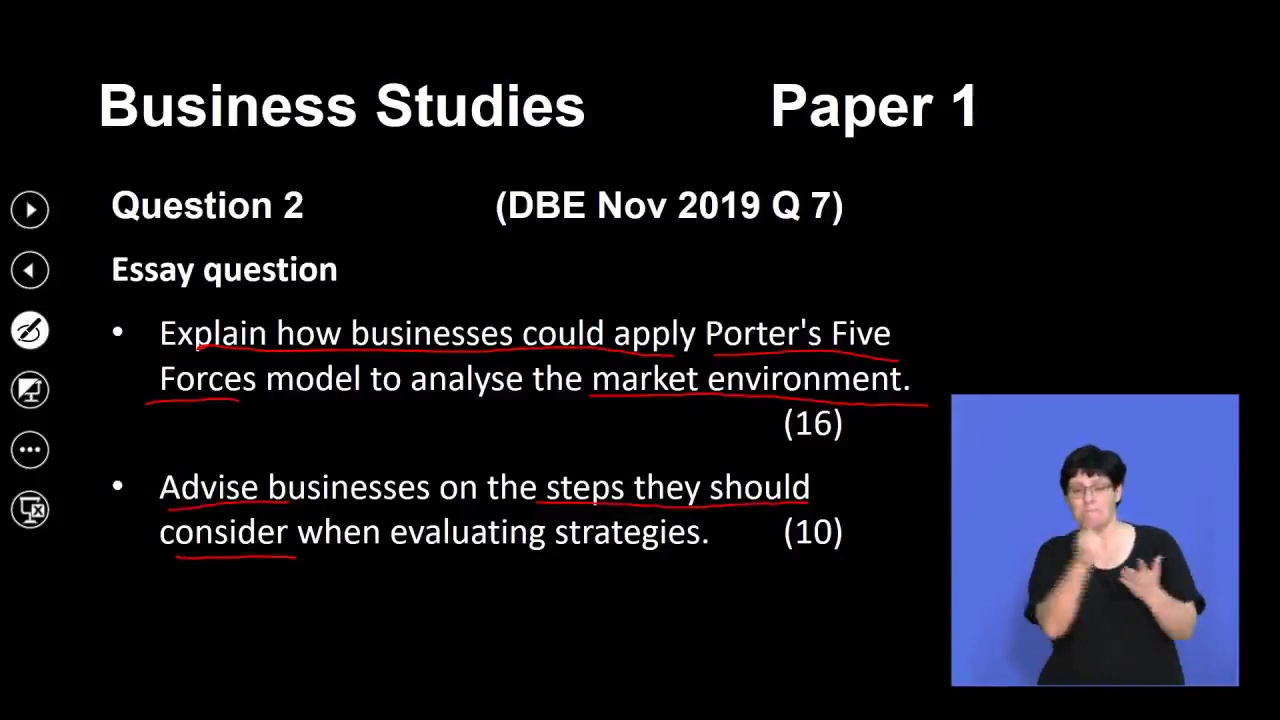 Business Studies Paper 1
Question 2 (DBE Nov 2019 Q 7)
Essay question
• Explain how businesses could apply Porter's Five
Forces model to analyse the market environment.
(16)
• Advise businesses on the steps they should
consider when evaluating strategies. (10)